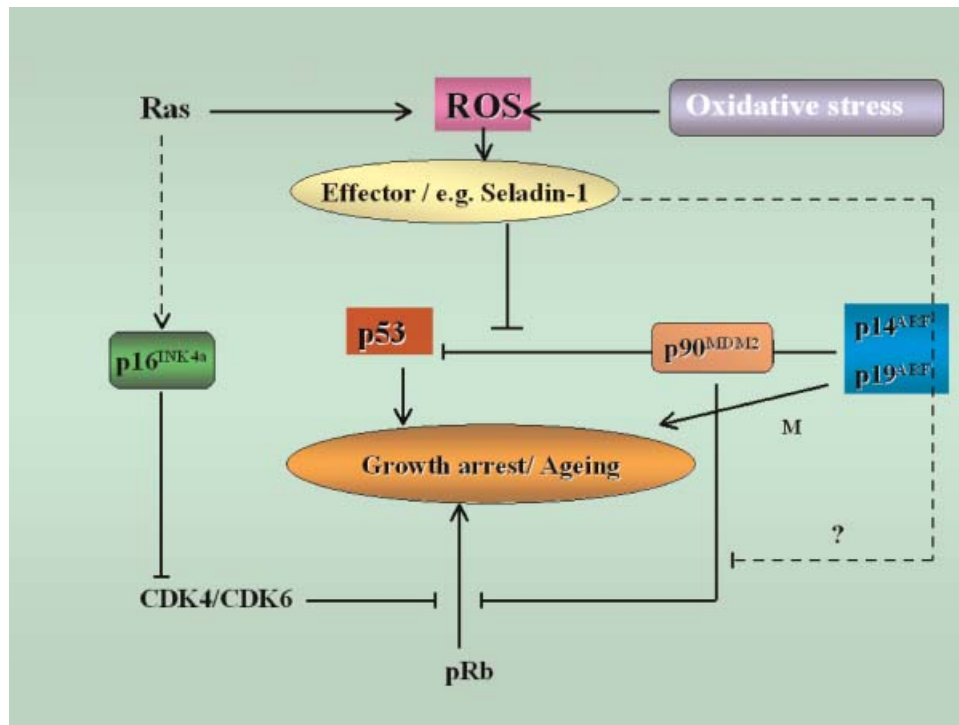 Ras
ROS
Oxidative stress
Effector / e.g. Seladin-1
p53
p90MDM2
p14ARF
p16INK4a
p19ARF
M
Growth arrest/ Ageing
?
CDK4/CDK6
pRb